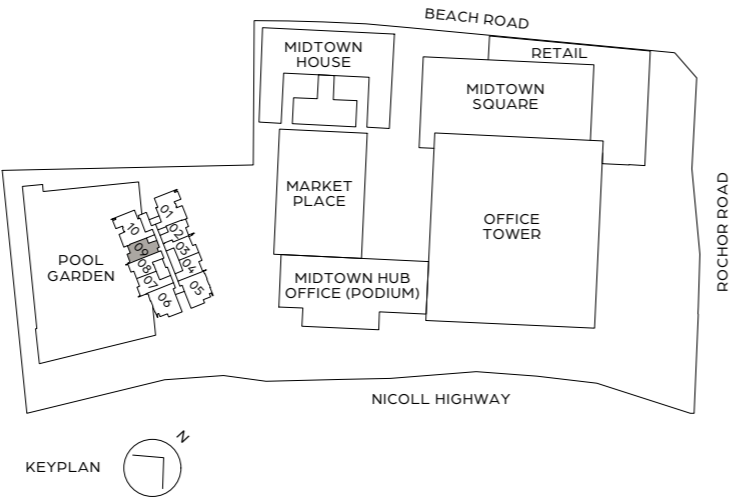 BEACH ROAD
MIDTOWN
HOUSE
RETAIL
MIDTOWN
SQUARE
MARKET
PLACE
OFFICE
TOWER
ROCHOR ROAD
01
02
03
04
05
10
09
08
07
06
POOL
GARDEN
MIDTOWN HUB
OFFICE (PODIUM)
NICOLL HIGHWAY
N
KEYPLAN